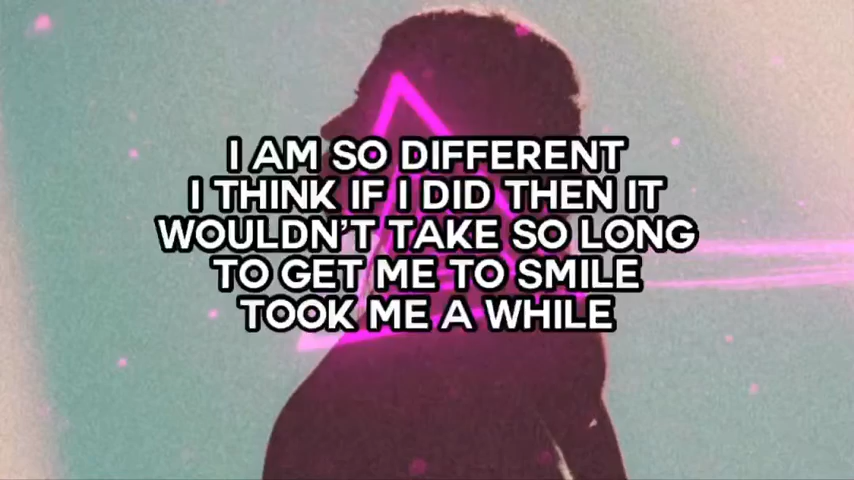 I AM SO DIFFERENT
I THINK IF I DID THEN IT
WOULDN'T TAKE SO LONG
TO GET ME TO SMILE
TOOK ME A WHILE